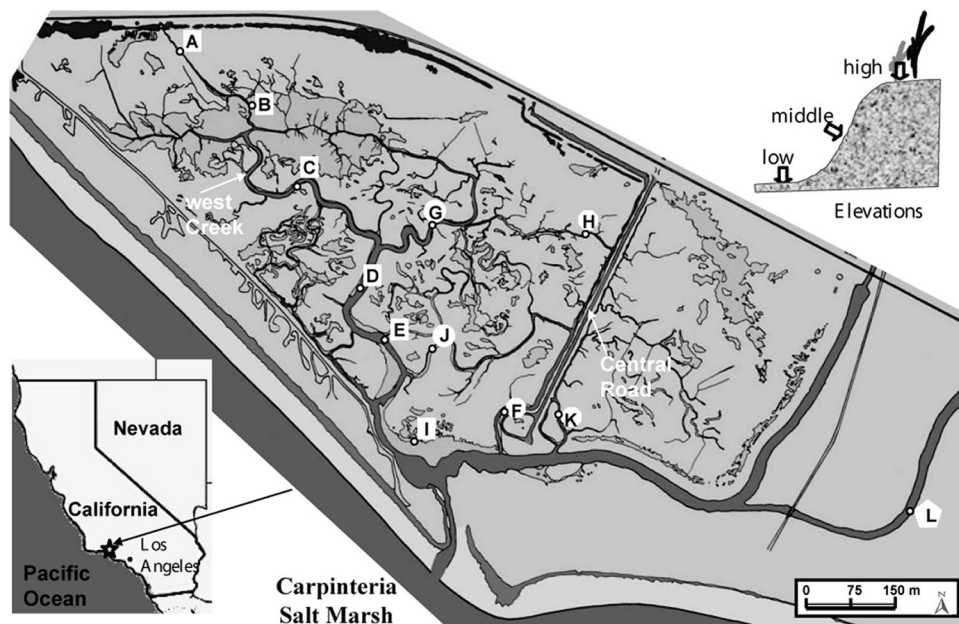 A
B
C
west
Creek
G
H
D
E
J
Central
Road
F
K
I
L
high
middle
low
Elevations
Nevada
California
Los
Angeles
Pacific
Ocean
Carpinteria
Salt Marsh
0 75 150 m
N